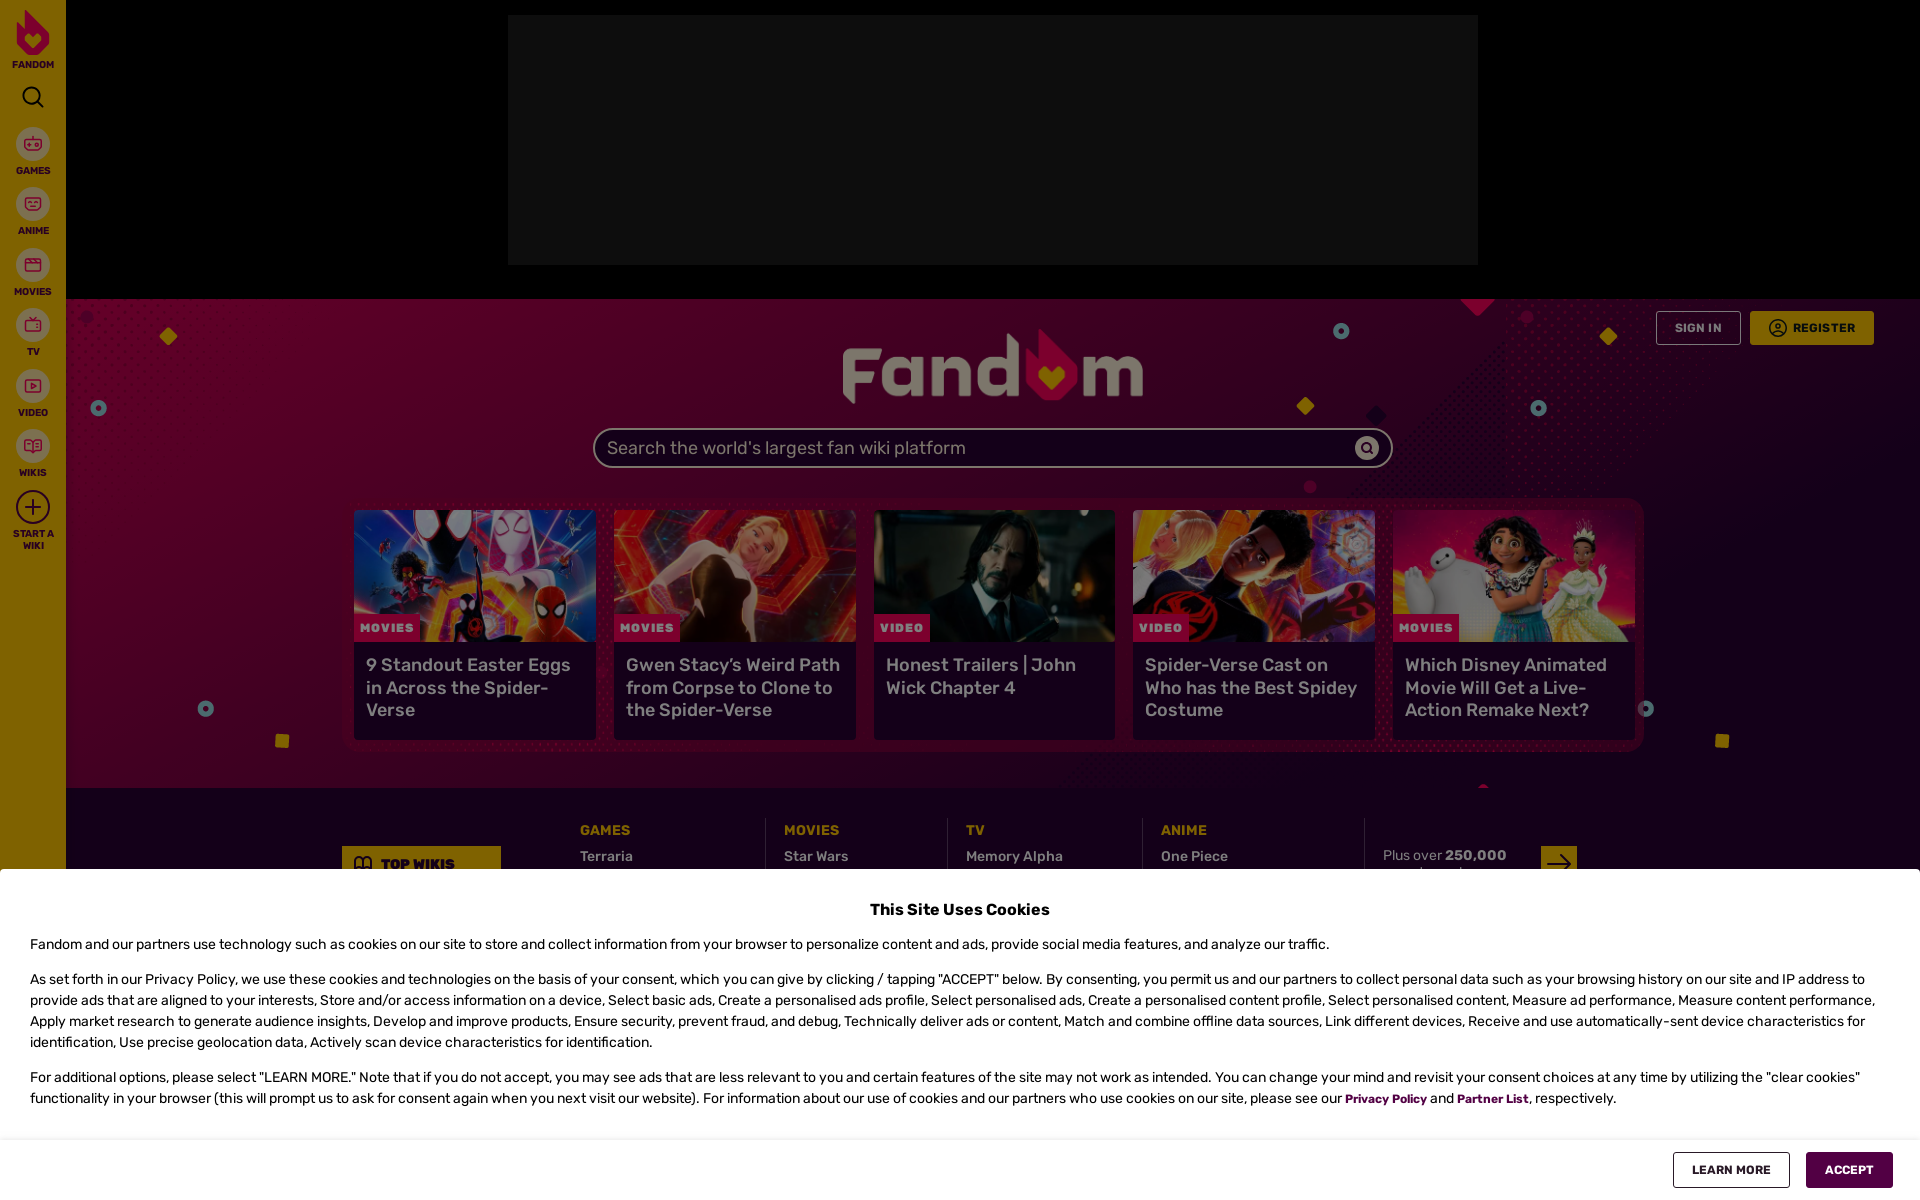 FANDOM
GAMES
ANIME
MOVIES
TV
VIDEO
WIKIS
START A
WIKI
SIGN IN
REGISTER
Fandom
Search the world's largest fan wiki platform
MOVIES
9 Standout Easter Eggs
in Across the Spider-
Verse
MOVIES
Gwen Stacy’s Weird Path
from Corpse to Clone to
the Spider-Verse
VIDEO
Honest Trailers | John
Wick Chapter 4
VIDEO
Spider-Verse Cast on
Who has the Best Spidey
Costume
MOVIES
Which Disney Animated
Movie Will Get a Live-
Action Remake Next?
TOP WIKIS
GAMES
Terraria
MOVIES
Star Wars
TV
Memory Alpha
ANIME
One Piece
Plus over 250,000
This Site Uses Cookies
Fandom and our partners use technology such as cookies on our site to store and collect information from your browser to personalize content and ads, provide social media features, and analyze our traffic.
As set forth in our Privacy Policy, we use these cookies and technologies on the basis of your consent, which you can give by clicking / tapping "ACCEPT" below. By consenting, you permit us and our partners to collect personal data such as your browsing history on our site and IP address to
provide ads that are aligned to your interests, Store and/or access information on a device, Select basic ads, Create a personalised ads profile, Select personalised ads, Create a personalised content profile, Select personalised content, Measure ad performance, Measure content performance,
Apply market research to generate audience insights, Develop and improve products, Ensure security, prevent fraud, and debug, Technically deliver ads or content, Match and combine offline data sources, Link different devices, Receive and use automatically-sent device characteristics for
identification, Use precise geolocation data, Actively scan device characteristics for identification.
For additional options, please select "LEARN MORE." Note that if you do not accept, you may see ads that are less relevant to you and certain features of the site may not work as intended. You can change your mind and revisit your consent choices at any time by utilizing the "clear cookies"
functionality in your browser (this will prompt us to ask for consent again when you next visit our website). For information about our use of cookies and our partners who use cookies on our site, please see our Privacy Policy and Partner List, respectively.
LEARN MORE
ACCEPT